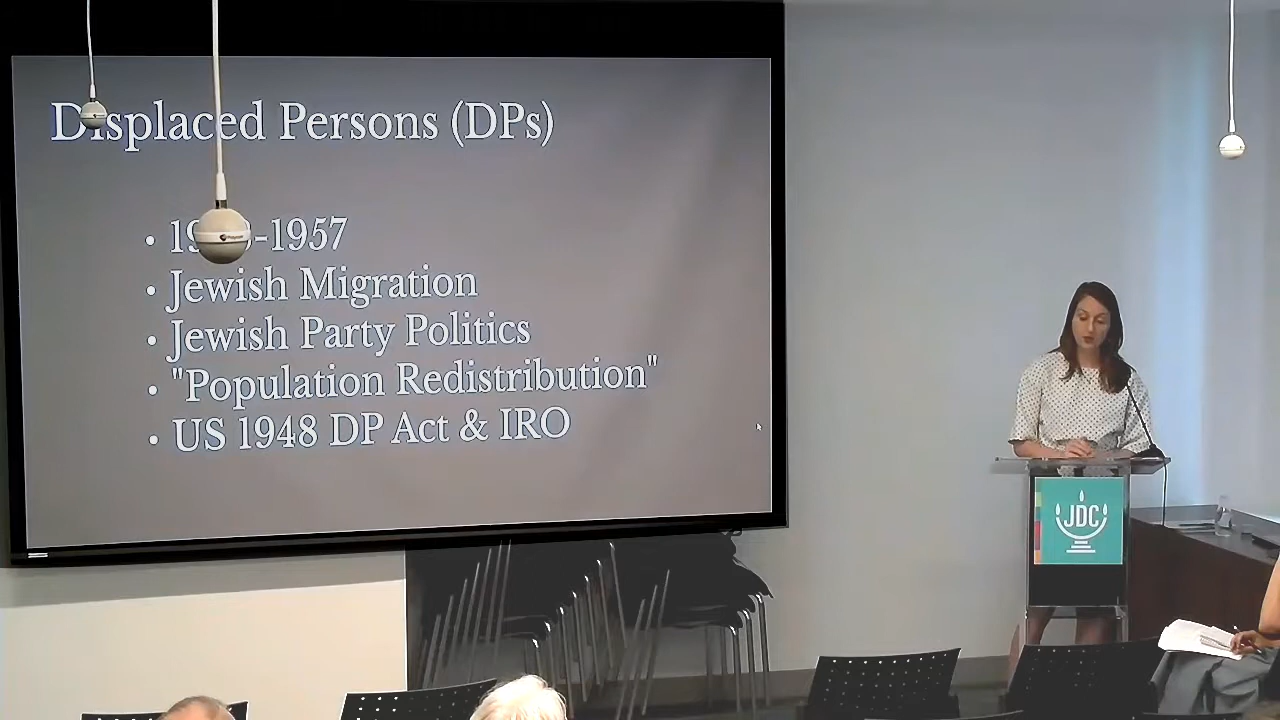 Displaced Persons (DPs)
• -1957
• Jewish Migration
• Jewish Party Politics
• "Population Redistribution"
• US 1948 DP Act & IRO
JDC